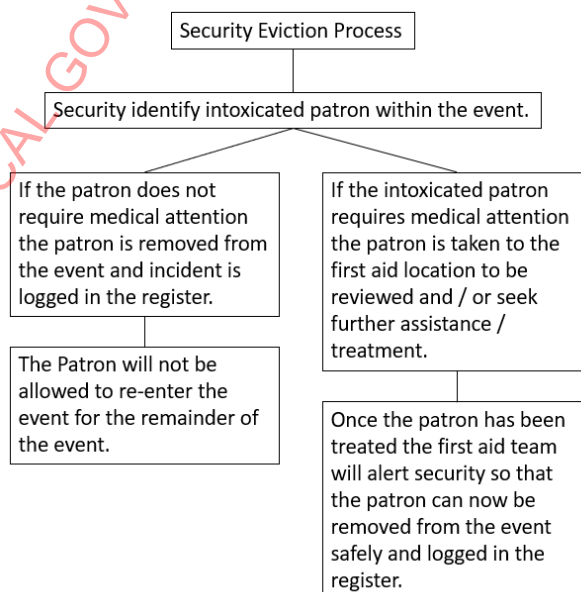 Security Eviction Process
Security identify intoxicated patron within the event.
If the patron does not
require medical attention
the patron is removed from
the event and incident is
logged in the register.
The Patron will not be
allowed to re-enter the
event for the remainder of
the event.
If the intoxicated patron
requires medical attention
the patron is taken to the
first aid location to be
reviewed and / or seek
further assistance /
treatment.
Once the patron has been
treated the first aid team
will alert security so that
the patron can now be
removed from the event
safely and logged in the
register.